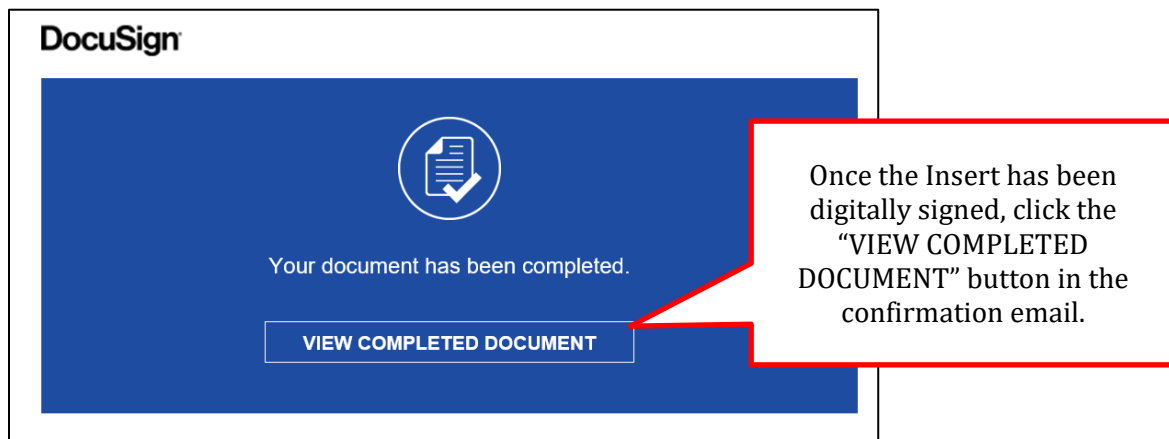 DocuSign
Your document has been completed.
VIEW COMPLETED DOCUMENT
Once the Insert has been
digitally signed, click the
“VIEW COMPLETED
DOCUMENT” button in the
confirmation email.